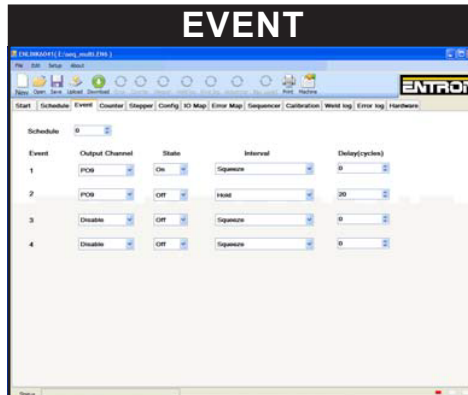 EVENT
ENLINK6041( E:\seq_multi.EN6 )
File Edit Setup About
New Open Save Upload Download Print Machine
ENTRON
Start Schedule Event Counter Stepper Config IO Map Error Map Sequencer Calibration Weld log Error log Hardware
Schedule 0
Event Output Channel State Interval Delay(cycles)
1 PO9 On Squeeze 0
2 PO9 Off Hold 20
3 Disable Off Squeeze 0
4 Disable Off Squeeze 0
Status